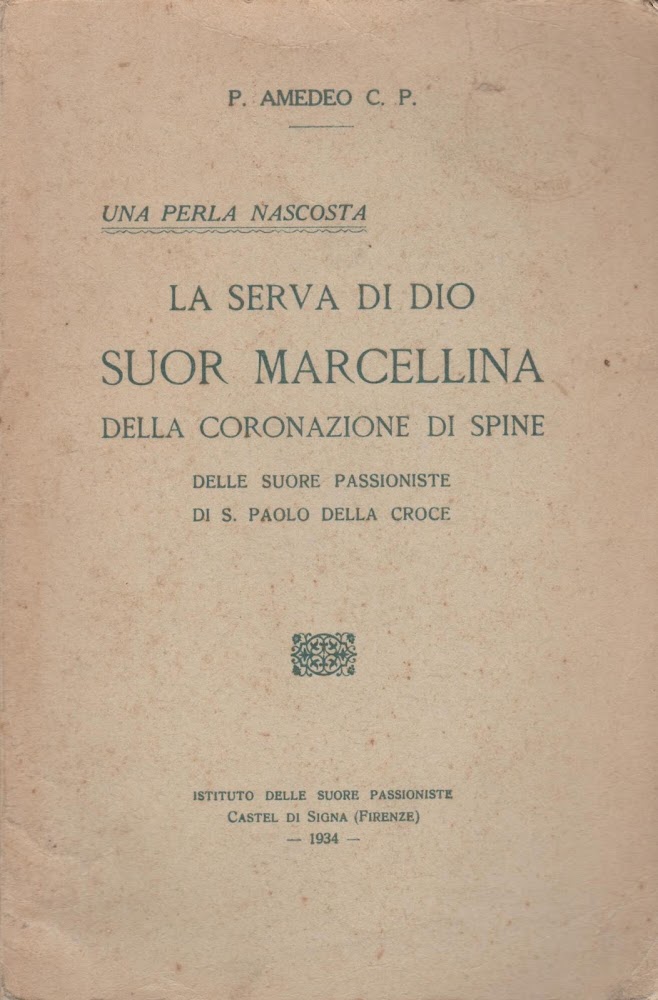 P. AMEDEO C. P.
UNA PERLA NASCOSTA
LA SERVA DI DIO
SUOR MARCELLINA
DELLA CORONAZIONE DI SPINE
DELLE SUORE PASSIONISTE
DI S. PAOLO DELLA CROCE
ISTITUTO DELLE SUORE PASSIONISTE
CASTEL DI SIGNA (FIRENZE)
— 1934 —